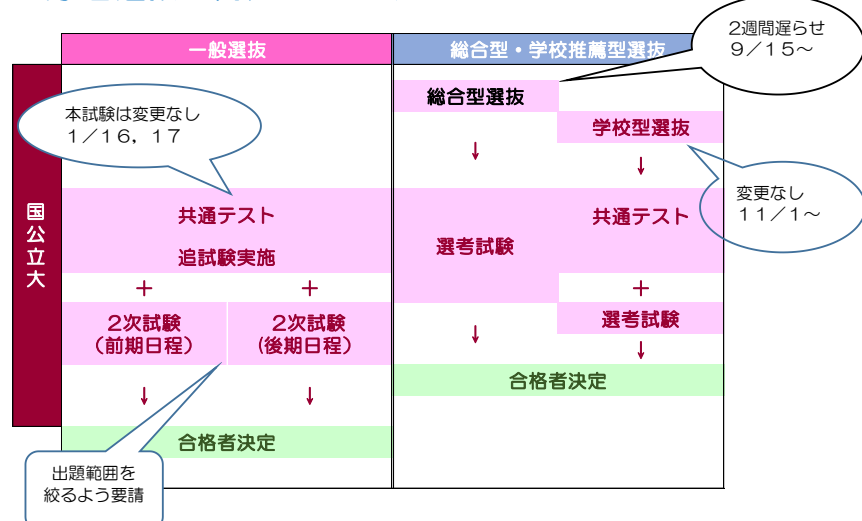 一般選抜
総合型・学校推薦型選抜
2週間遅らせ
9／15～
本試験は変更なし
1／16，17
総合型選抜
学校型選抜
↓
↓
変更なし
11／1～
国公立大
共通テスト
追試験実施
選考試験
共通テスト
＋
＋
＋
2次試験
（前期日程）
2次試験
（後期日程）
選考試験
↓
↓
↓
↓
合格者決定
合格者決定
出題範囲を
絞るよう要請